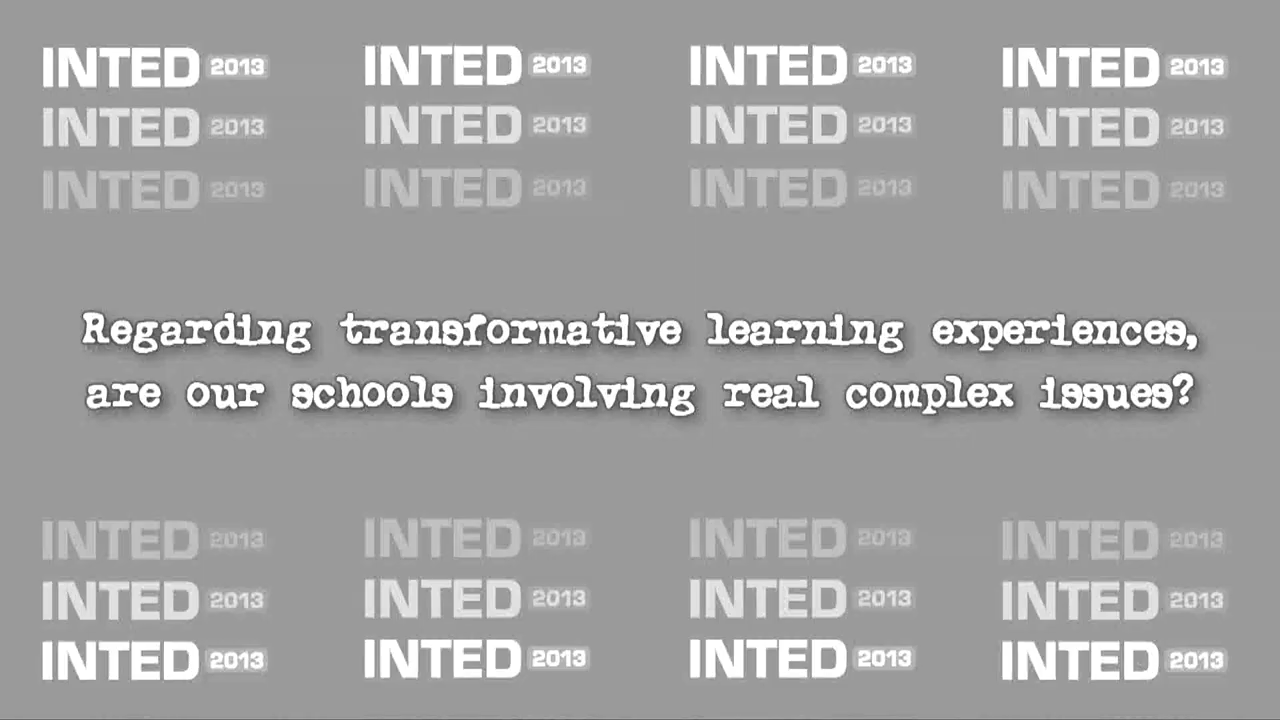 INTED 2013 INTED 2013 INTED 2013 INTED 2013
INTED 2013 INTED 2013 INTED 2013 INTED 2013
INTED 2013 INTED 2013 INTED 2013 INTED 2013
Regarding transformative learning experiences,
are our schools involving real complex issues?
INTED 2013 INTED 2013 INTED 2013 INTED 2013
INTED 2013 INTED 2013 INTED 2013 INTED 2013
INTED 2013 INTED 2013 INTED 2013 INTED 2013